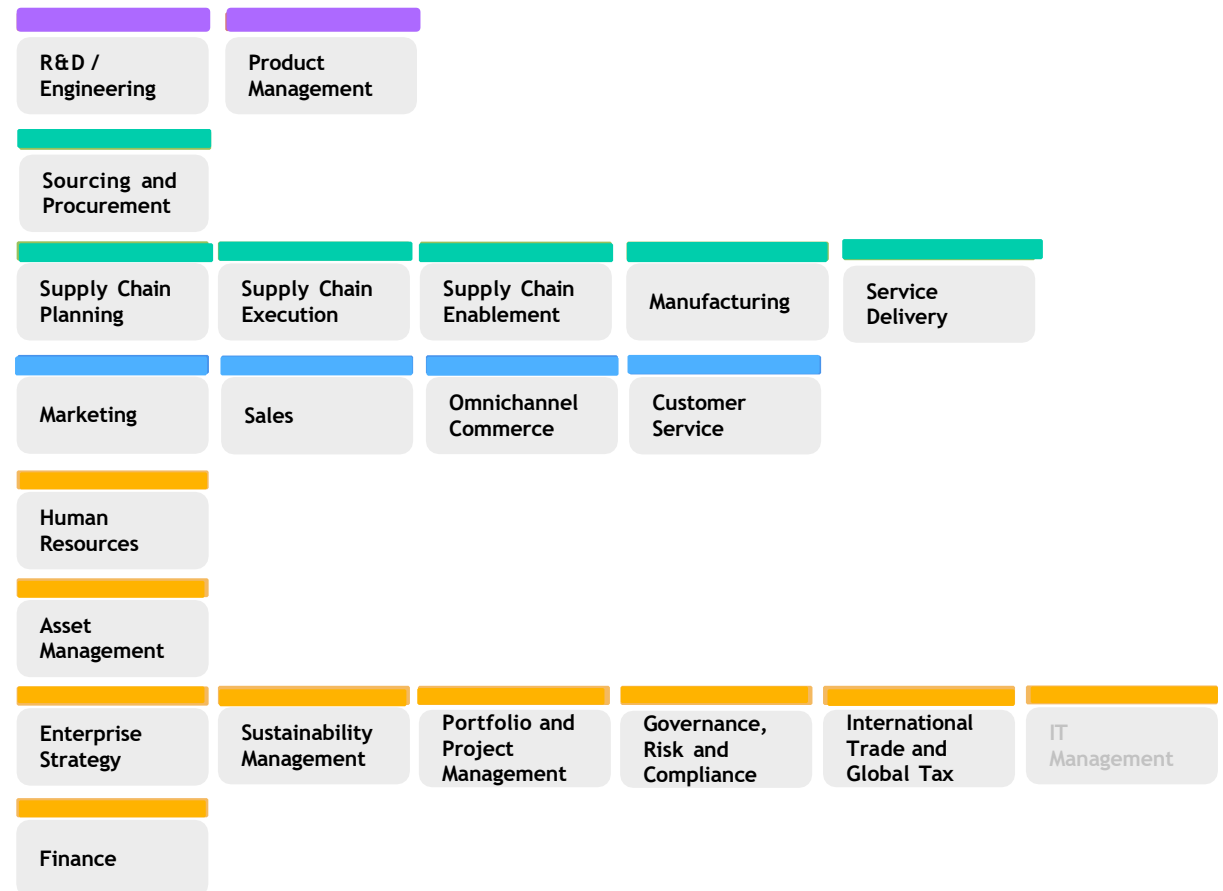 R&D /
Engineering
Product
Management
Sourcing and
Procurement
Supply Chain
Planning
Supply Chain
Execution
Supply Chain
Enablement
Manufacturing
Service
Delivery
Marketing
Sales
Omnichannel
Commerce
Customer
Service
Human
Resources
Asset
Management
Enterprise
Strategy
Sustainability
Management
Portfolio and
Project
Management
Governance,
Risk and
Compliance
International
Trade and
Global Tax
IT
Management
Finance